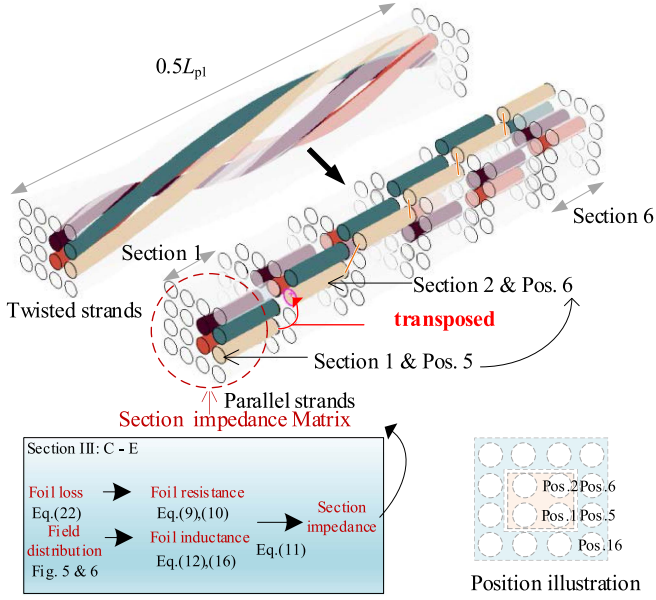 0.5Lp1
Section 6
Section 1
Twisted strands
Section 2 & Pos. 6
transposed
Section 1 & Pos. 5
Parallel strands
Section impedance Matrix
Section III: C - E
Foil loss
Foil resistance
Eq.(22)
Eq.(9),(10)
Section
impedance
Field
distribution
Foil inductance
Fig. 5 & 6
Eq.(12),(16)
Eq.(11)
Pos.2
Pos.6
Pos.1
Pos.5
Pos.16
Position illustration